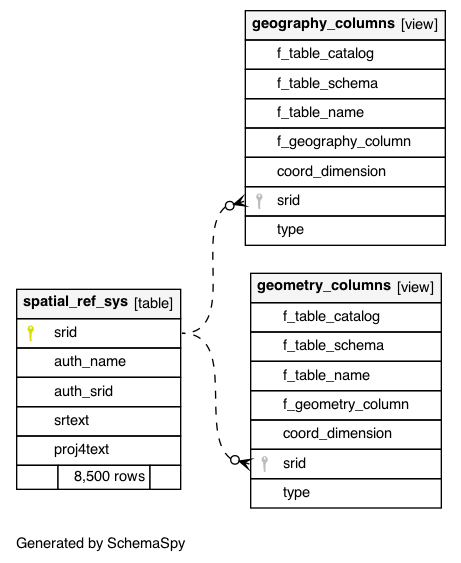 geography_columns [view]
f_table_catalog
f_table_schema
f_table_name
f_geography_column
coord_dimension
srid
type
spatial_ref_sys [table]
srid
auth_name
auth_srid
srtext
proj4text
8,500 rows
geometry_columns [view]
f_table_catalog
f_table_schema
f_table_name
f_geometry_column
coord_dimension
srid
type
Generated by SchemaSpy